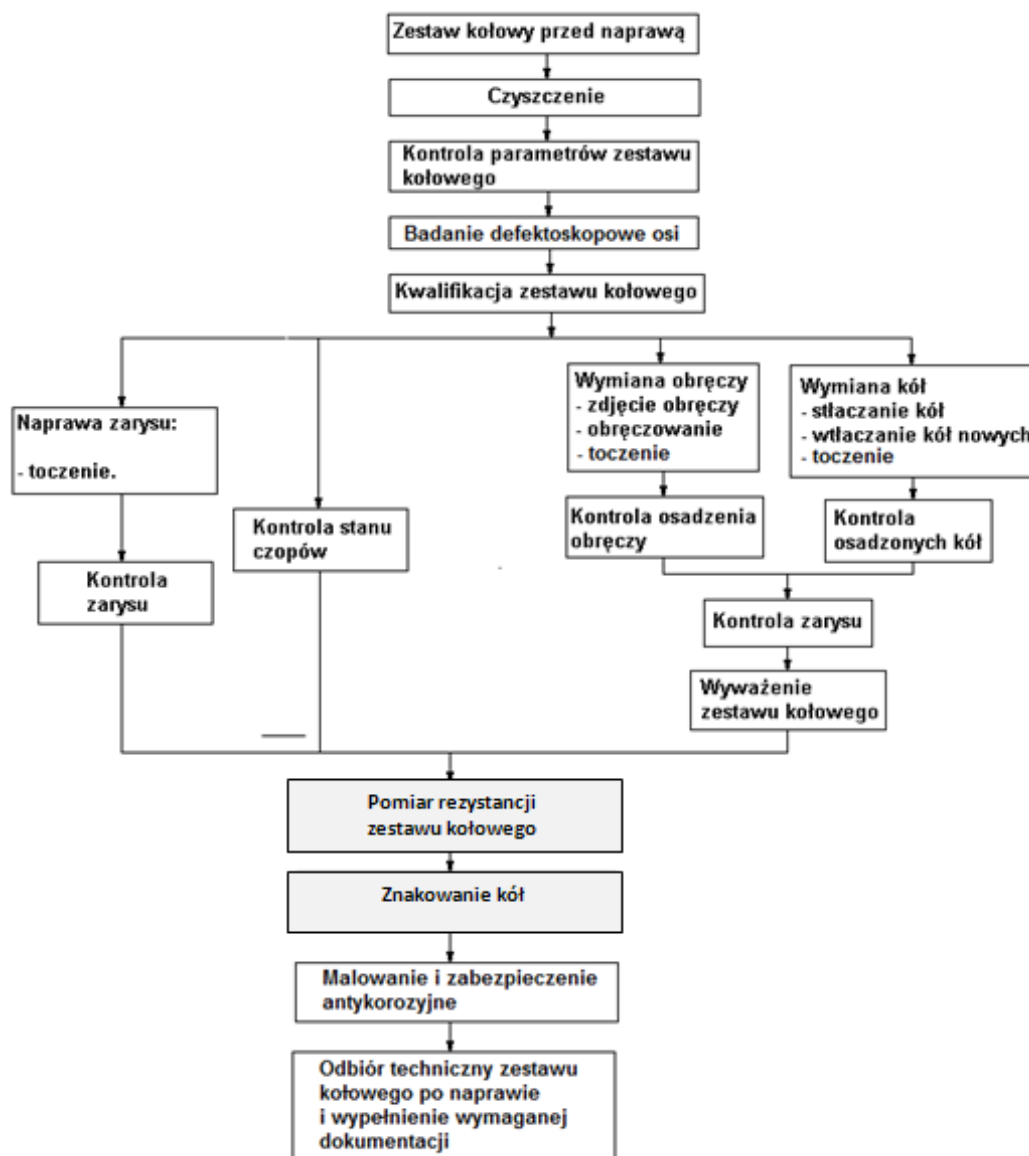 Zestaw kołowy przed naprawą
Czyszczenie
Kontrola parametrów zestawu
kołowego
Badanie defektoskopowe osi
Kwalifikacja zestawu kołowego
Naprawa zarysu:
- toczenie.
Kontrola
zarysu
Kontrola stanu
czopów
Wymiana obręczy
- zdjęcie obręczy
- obręczowanie
- toczenie
Kontrola osadzenia
obręczy
Wymiana kół
- stłaczanie kół
- wtłaczanie kół nowych
- toczenie
Kontrola
osadzonych kół
Kontrola zarysu
Wyważenie
zestawu kołowego
Pomiar rezystancji
zestawu kołowego
Znakowanie kół
Malowanie i zabezpieczenie
antykorozyjne
Odbiór techniczny zestawu
kołowego po naprawie
i wypełnienie wymaganej
dokumentacji